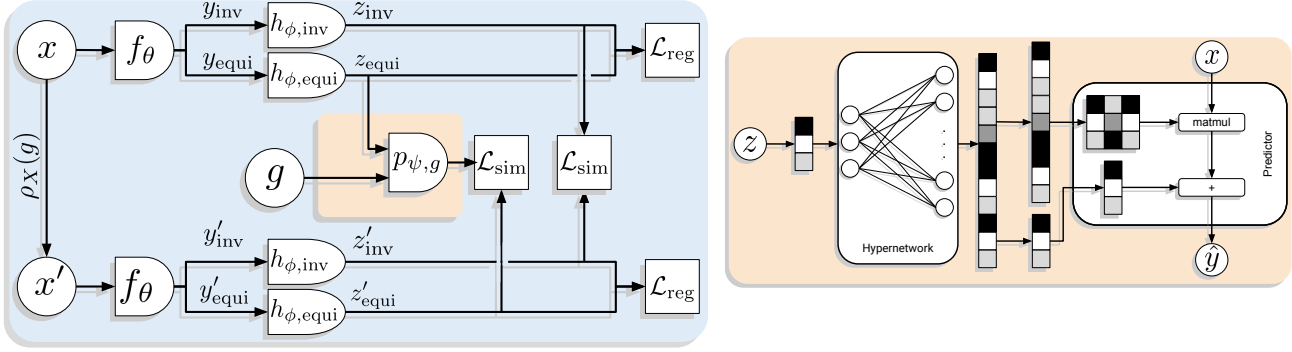 x
f_θ
y_inv
h_ϕ,inv
z_inv
y_equi
h_ϕ,equi
z_equi
ℒ_reg
ρ_X(g)
g
p_ψ,g
ℒ_sim
ℒ_sim
x′
f_θ
y′_inv
h_ϕ,inv
z′_inv
y′_equi
h_ϕ,equi
z′_equi
ℒ_reg
z
Hypernetwork
x
matmul
+
Predictor
ŷ